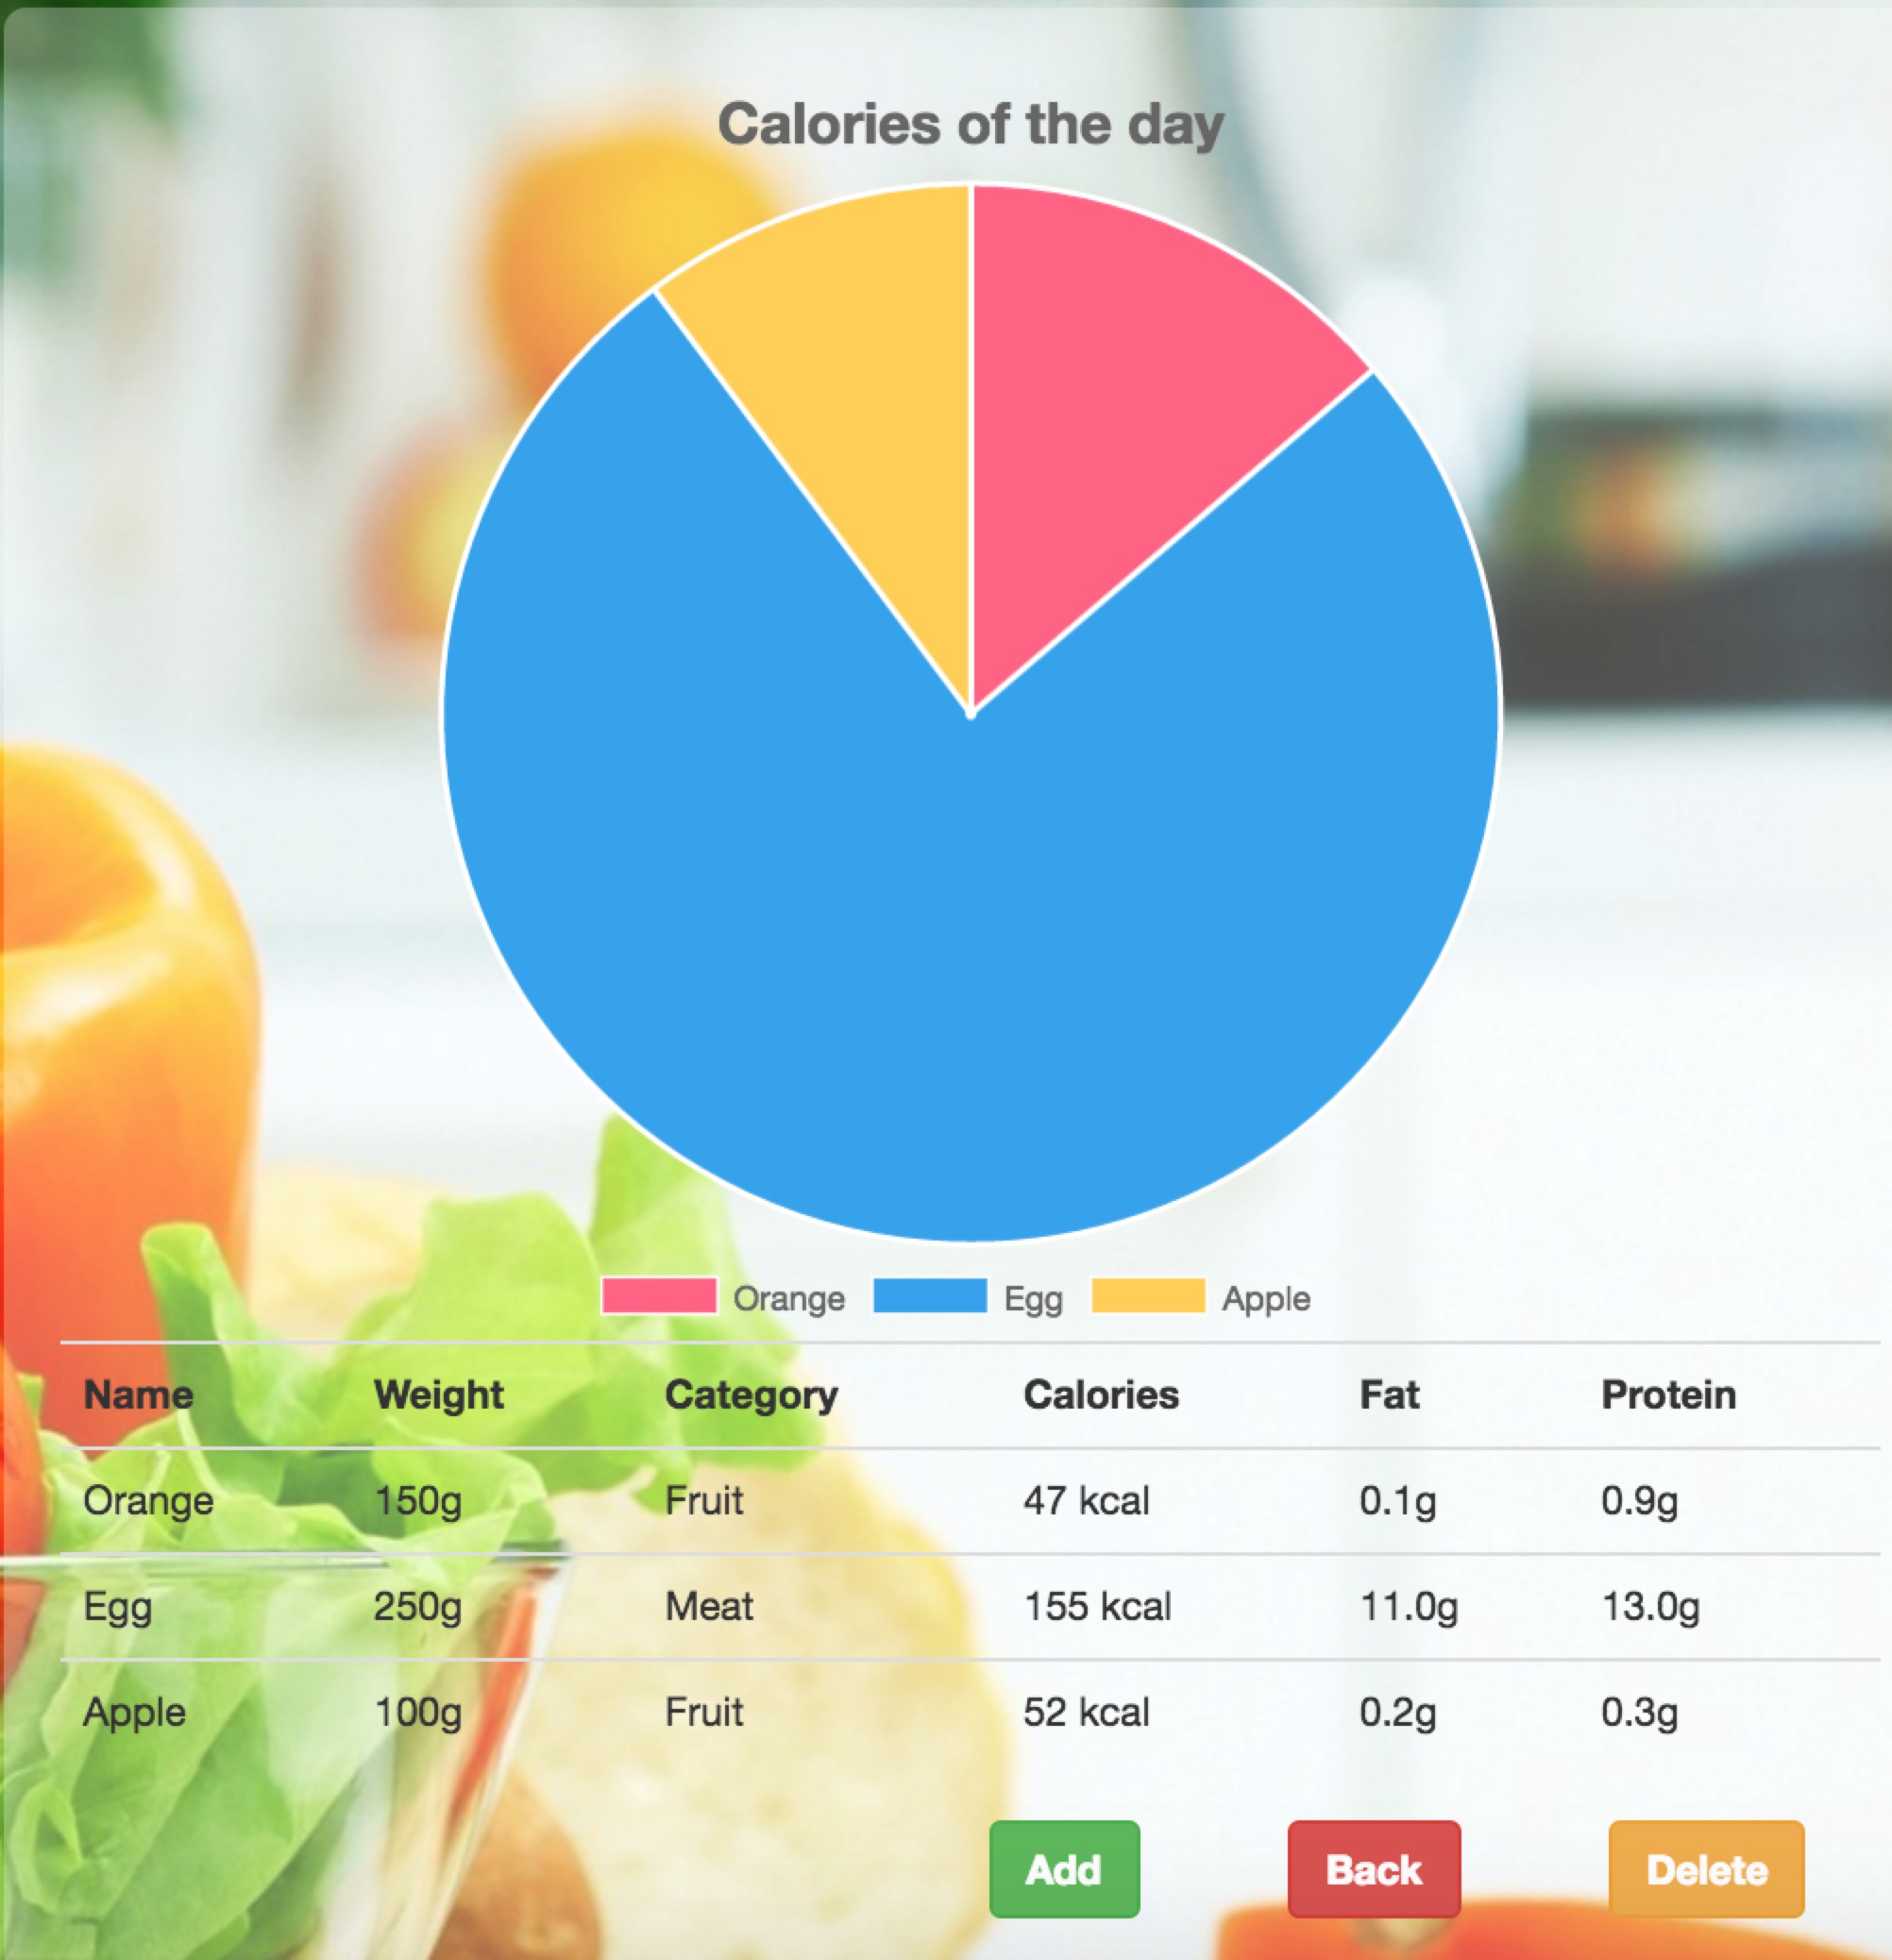 Calories of the day
Orange Egg Apple
Name Weight Category Calories Fat Protein
Orange 150g Fruit 47 kcal 0.1g 0.9g
Egg 250g Meat 155 kcal 11.0g 13.0g
Apple 100g Fruit 52 kcal 0.2g 0.3g
Add Back Delete